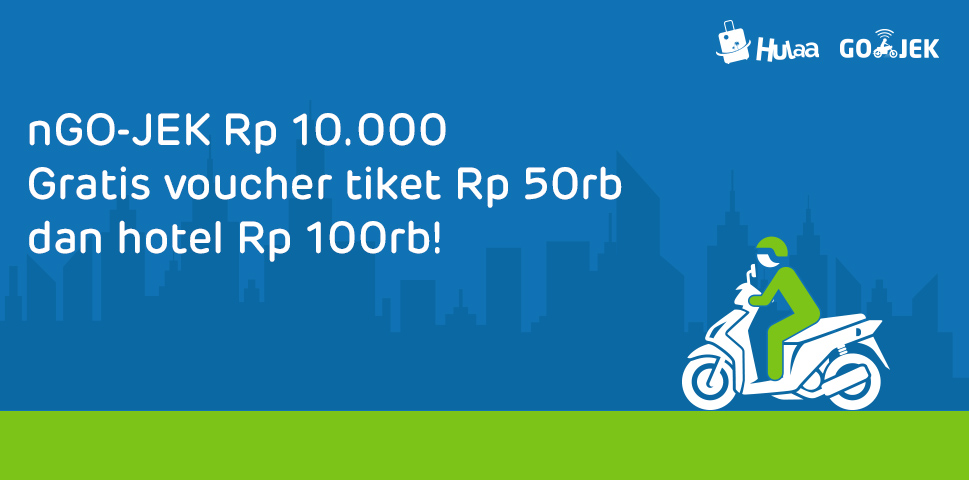 Hulaa GO JEK
nGO-JEK Rp 10.000
Gratis voucher tiket Rp 50rb
dan hotel Rp 100rb!